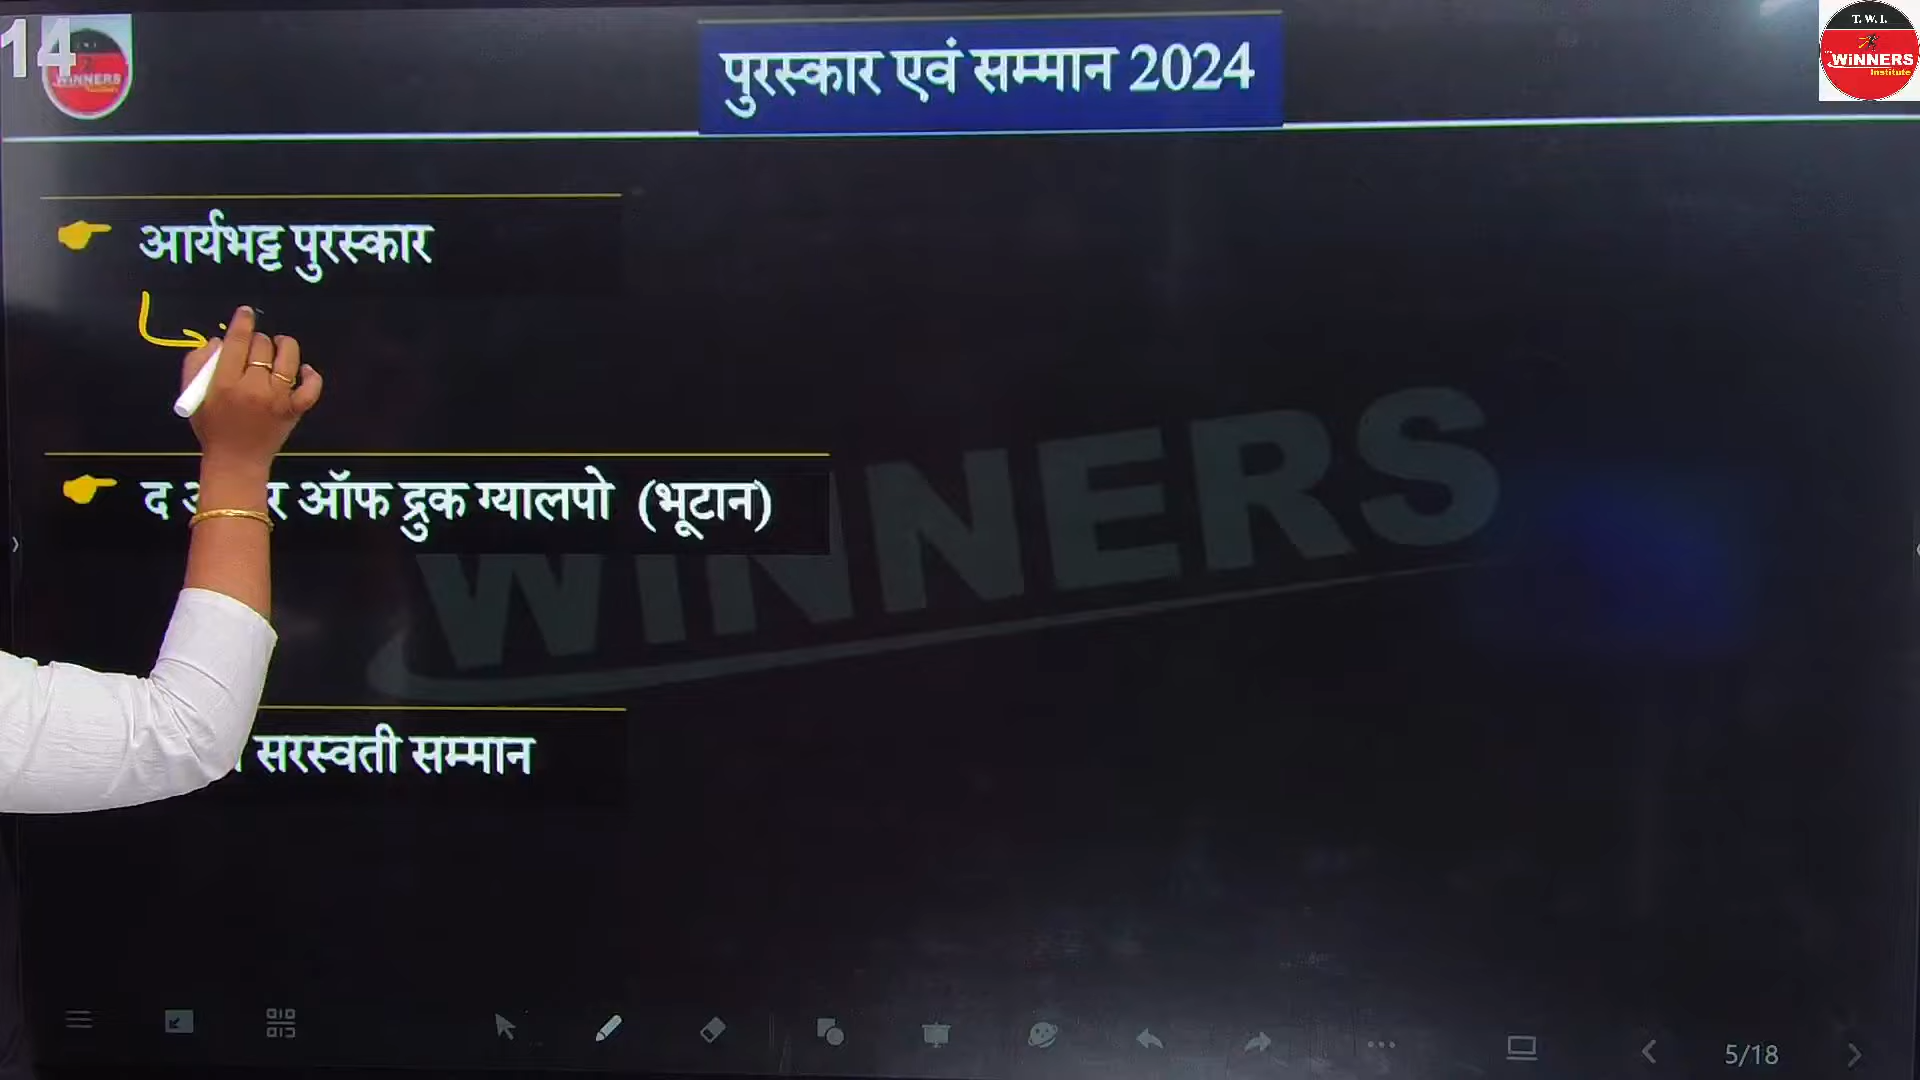 14
T. W. I.
WiNNERS
Institute
WiNNERS
पुरस्कार एवं सम्मान 2024
आर्यभट्ट पुरस्कार
द ऑफ द्रुक ग्यालपो (भूटान)
WINNERS
सरस्वती सम्मान
5/18